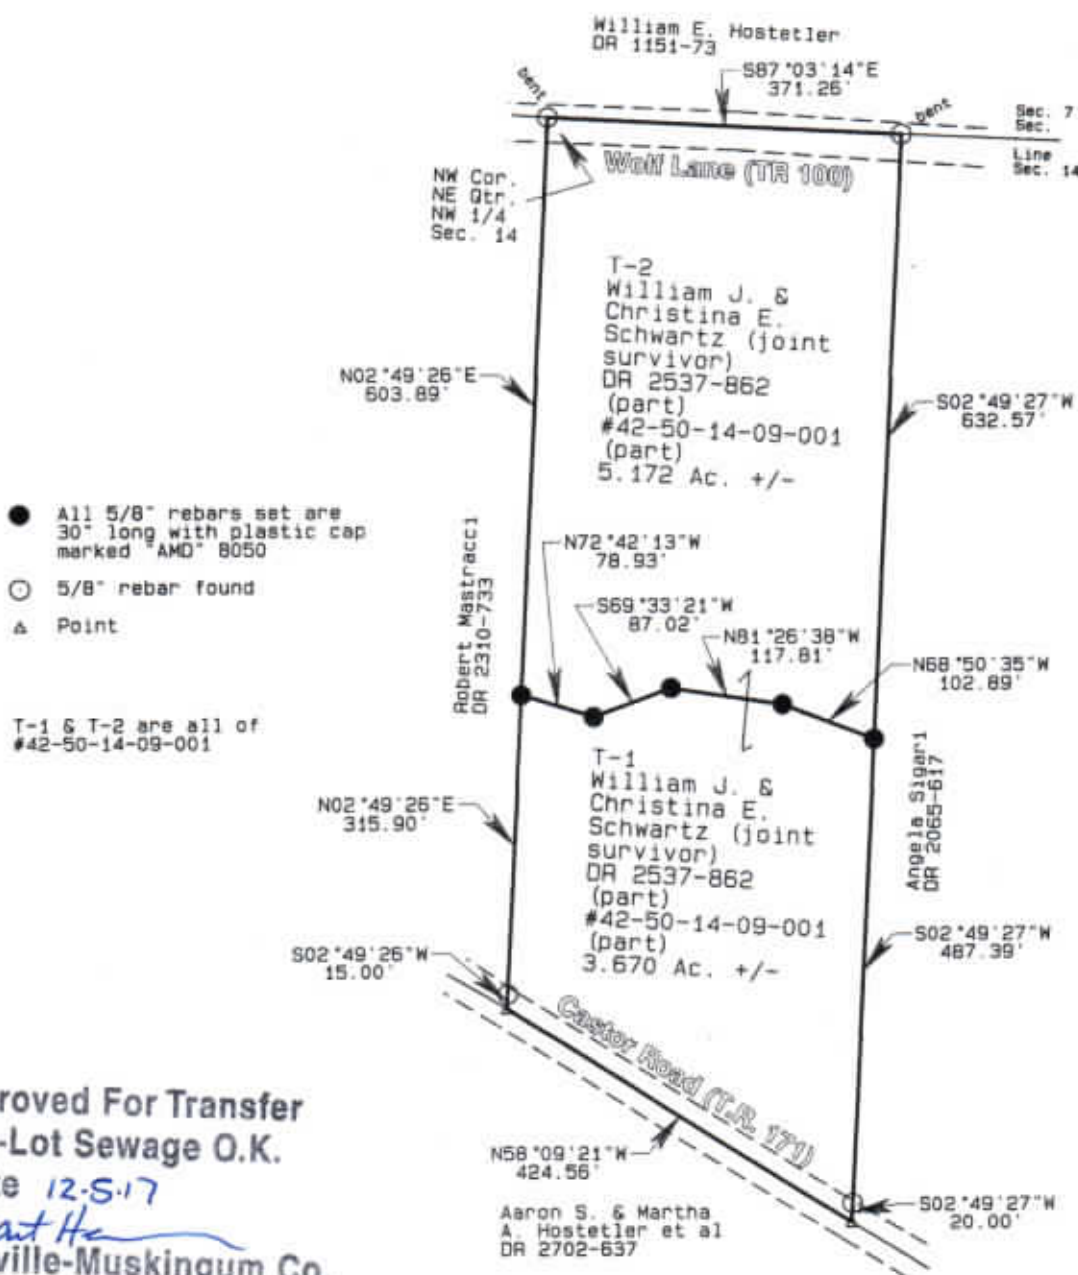 William E. Hostetler
DR 1151-73
S87°03'14"E
371.26'
bent
bent
Sec. 7
Sec.
Line
Sec. 14
Wolf Lane (TR 100)
NW Cor.
NE Qtr.
NW 1/4
Sec. 14
T-2
William J. &
Christina E.
Schwartz (joint
survivor)
DR 2537-862
(part)
#42-50-14-09-001
(part)
5.172 Ac. +/-
N02°49'26"E
603.89'
S02°49'27"W
632.57'
All 5/8" rebars set are
30" long with plastic cap
marked "AMD" 8050
5/8" rebar found
Point
T-1 & T-2 are all of
#42-50-14-09-001
Robert Mastracci
DR 2310-733
N72°42'13"W
78.93'
S69°33'21"W
87.02'
N81°26'38"W
117.81'
N68°50'35"W
102.89'
T-1
William J. &
Christina E.
Schwartz (joint
survivor)
DR 2537-862
(part)
#42-50-14-09-001
(part)
3.670 Ac. +/-
N02°49'26"E
315.90'
Angela Sigari
DR 2065-617
S02°49'27"W
487.39'
S02°49'26"W
15.00'
Castor Road (T.R. 171)
N58°09'21"W
424.56'
S02°49'27"W
20.00'
Aaron S. & Martha
A. Hostetler et al
DR 2702-637
roved For Transfer
-Lot Sewage O.K.
e 12-5-17
ville-Muskingum Co.